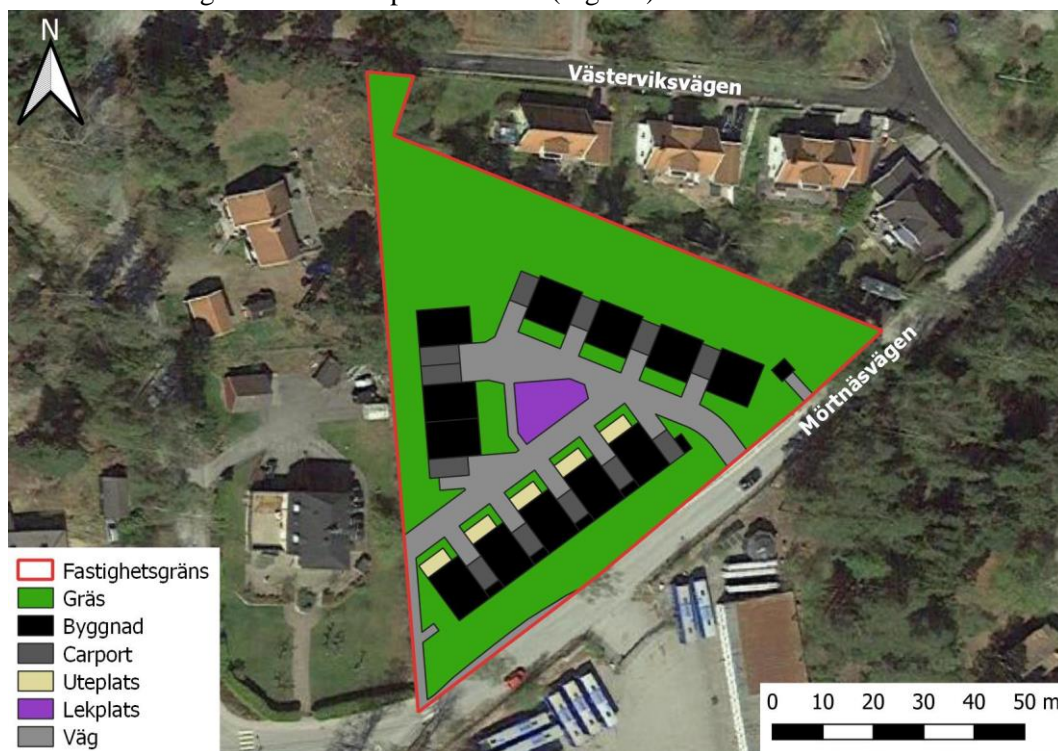 N
Västerviksvägen
Mörtnäsvägen
Fastighetsgräns
Gräs
Byggnad
Carport
Uteplats
Lekplats
Väg
0 10 20 30 40 50 m